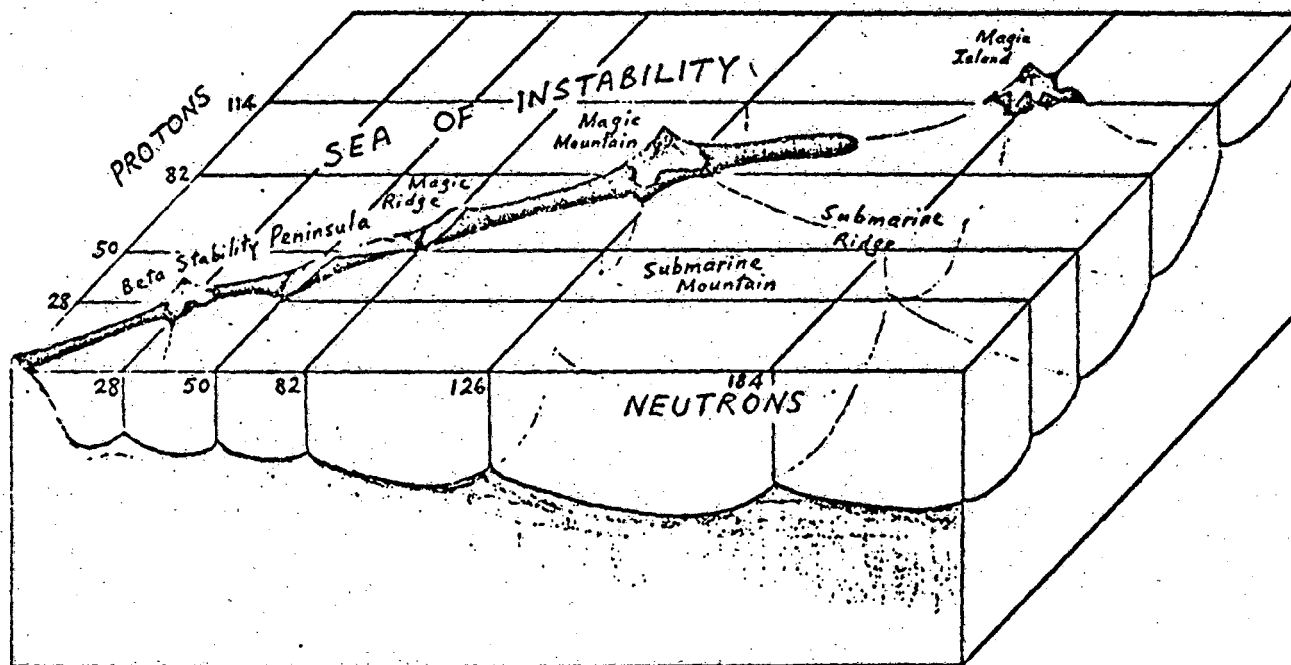 Magic
Island
PROTONS
114
SEA OF INSTABILITY
Magic
Mountain
82
Magic
Ridge
50
Beta Stability Peninsula
Submarine
Ridge
Submarine
Mountain
28
28
50
82
126
184
NEUTRONS